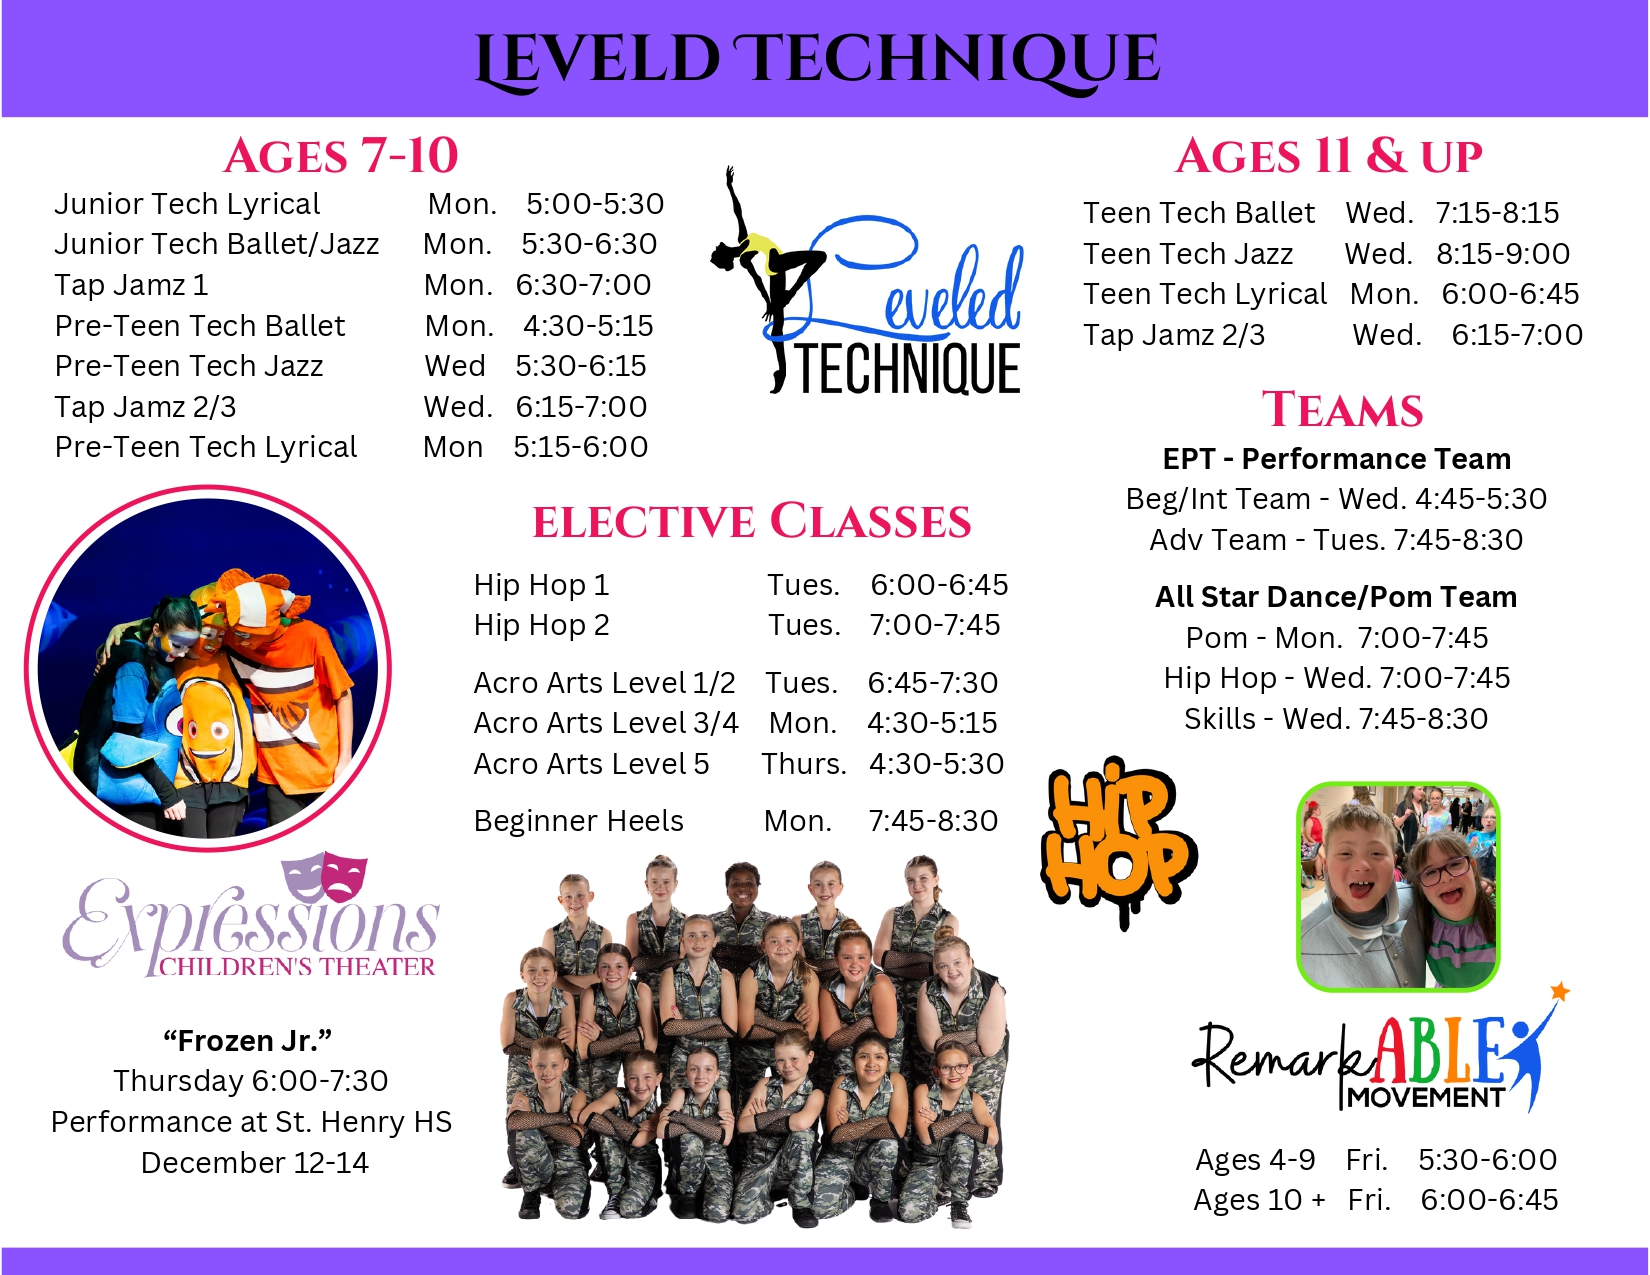 Leveld Technique
Ages 7-10
Junior Tech Lyrical Mon. 5:00-5:30
Junior Tech Ballet/Jazz Mon. 5:30-6:30
Tap Jamz 1 Mon. 6:30-7:00
Pre-Teen Tech Ballet Mon. 4:30-5:15
Pre-Teen Tech Jazz Wed 5:30-6:15
Tap Jamz 2/3 Wed. 6:15-7:00
Pre-Teen Tech Lyrical Mon 5:15-6:00
Leveled
TECHNIQUE
Ages 11 & up
Teen Tech Ballet Wed. 7:15-8:15
Teen Tech Jazz Wed. 8:15-9:00
Teen Tech Lyrical Mon. 6:00-6:45
Tap Jamz 2/3 Wed. 6:15-7:00
Teams
EPT - Performance Team
Beg/Int Team - Wed. 4:45-5:30
Adv Team - Tues. 7:45-8:30
All Star Dance/Pom Team
Pom - Mon. 7:00-7:45
Hip Hop - Wed. 7:00-7:45
Skills - Wed. 7:45-8:30
elective Classes
Hip Hop 1 Tues. 6:00-6:45
Hip Hop 2 Tues. 7:00-7:45
Acro Arts Level 1/2 Tues. 6:45-7:30
Acro Arts Level 3/4 Mon. 4:30-5:15
Acro Arts Level 5 Thurs. 4:30-5:30
Beginner Heels Mon. 7:45-8:30
HIP
HOP
Expressions
CHILDREN'S THEATER
“Frozen Jr.”
Thursday 6:00-7:30
Performance at St. Henry HS
December 12-14
RemarkABLE
MOVEMENT
Ages 4-9 Fri. 5:30-6:00
Ages 10 + Fri. 6:00-6:45